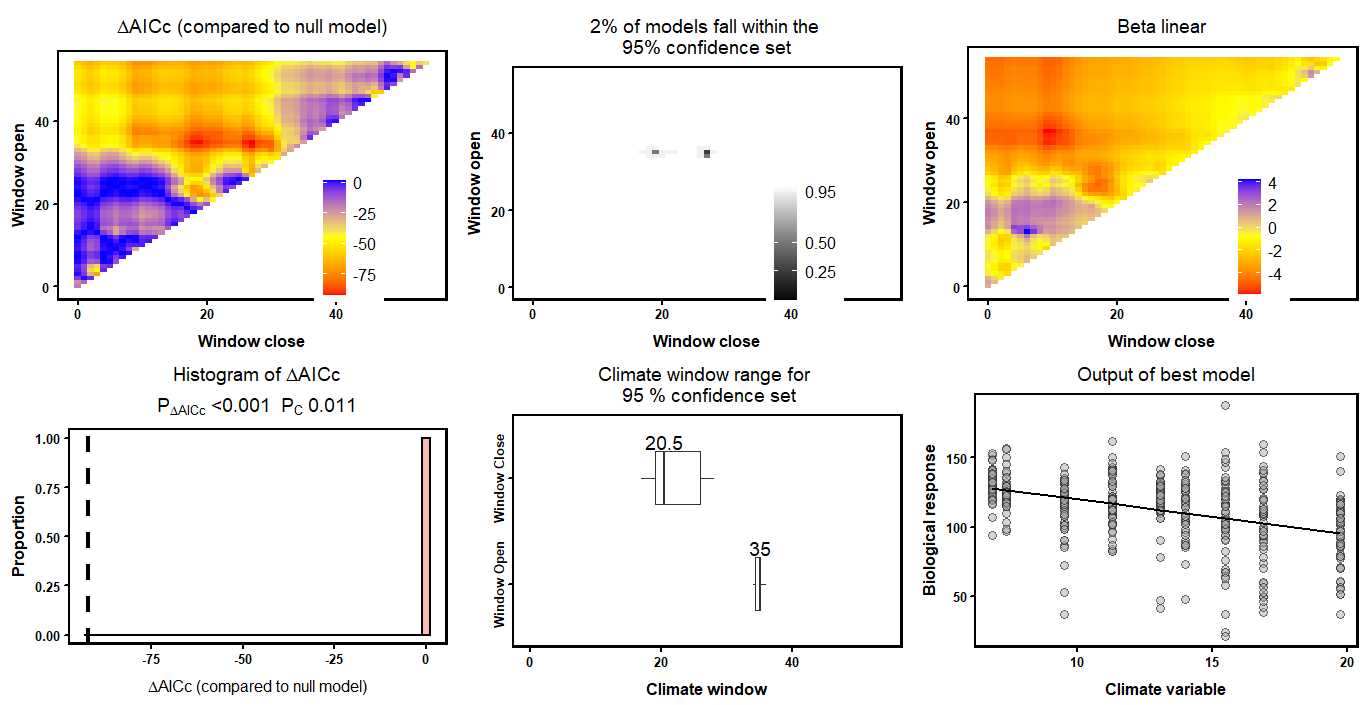 ΔAICc (compared to null model)
Window open
40
20
0
0
-25
-50
-75
0
20
40
Window close
2% of models fall within the
95% confidence set
Window open
40
20
0
0.95
0.50
0.25
0
20
40
Window close
Beta linear
Window open
40
20
0
4
2
0
-2
-4
0
20
40
Window close
Histogram of ΔAICc
PΔAICc <0.001 PC 0.011
Proportion
1.00
0.75
0.50
0.25
0.00
-75
-50
-25
0
ΔAICc (compared to null model)
Climate window range for
95 % confidence set
Window Close
20.5
Window Open
35
0
20
40
Climate window
Output of best model
Biological response
150
100
50
10
15
20
Climate variable